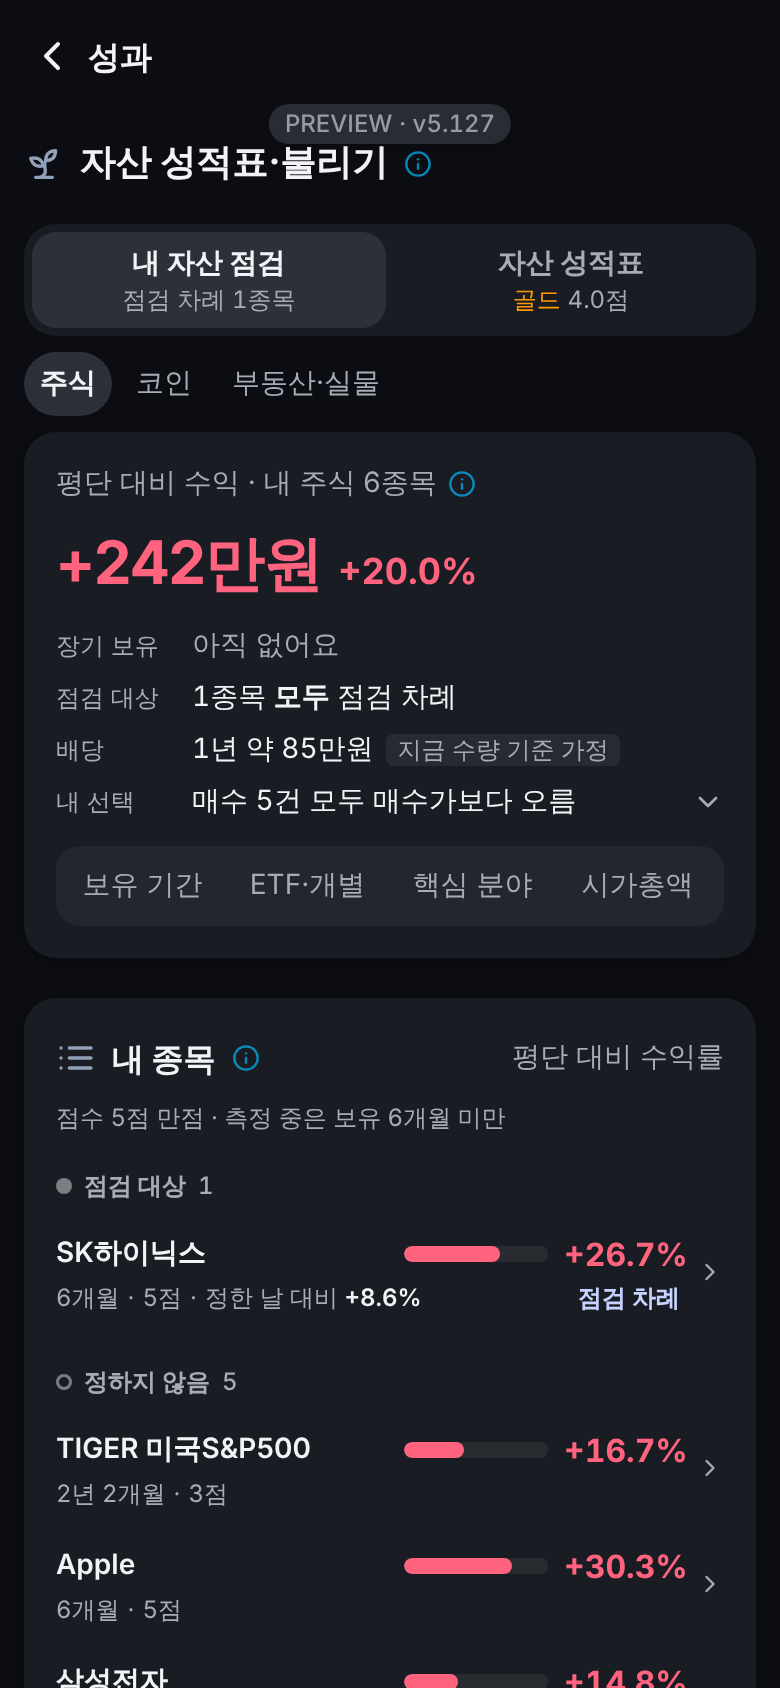 성과
PREVIEW · v5.127
자산 성적표·불리기
내 자산 점검
점검 차례 1종목
자산 성적표
골드 4.0점
주식
코인
부동산·실물
평단 대비 수익 · 내 주식 6종목
+242만원 +20.0%
장기 보유 아직 없어요
점검 대상 1종목 모두 점검 차례
배당 1년 약 85만원 지금 수량 기준 가정
내 선택 매수 5건 모두 매수가보다 오름
보유 기간 ETF·개별 핵심 분야 시가총액
내 종목 평단 대비 수익률
점수 5점 만점 · 측정 중은 보유 6개월 미만
점검 대상 1
SK하이닉스 +26.7%
6개월 · 5점 · 정한 날 대비 +8.6% 점검 차례
정하지 않음 5
TIGER 미국S&P500 +16.7%
2년 2개월 · 3점
Apple +30.3%
6개월 · 5점
삼성전자 +14.8%